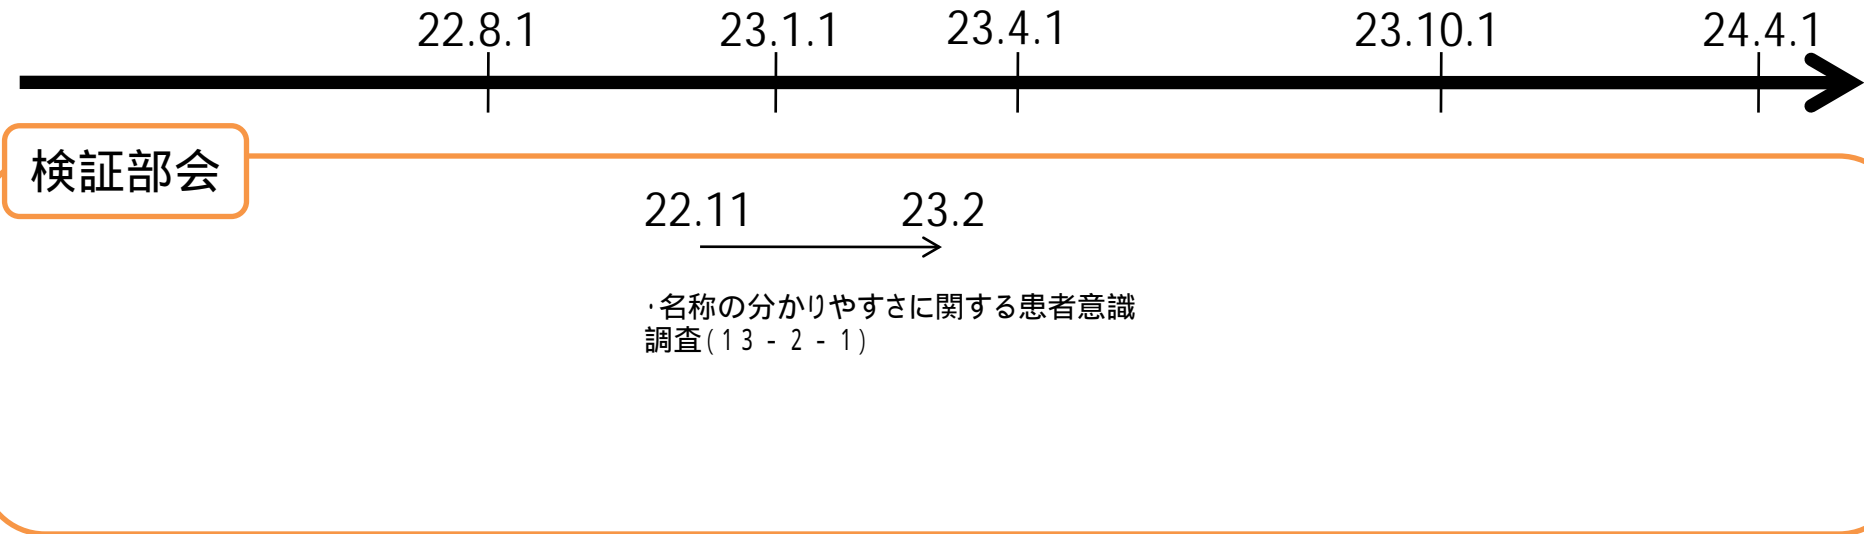 22.8.1 23.1.1 23.4.1 23.10.1 24.4.1
検証部会
22.11 23.2
・名称の分かりやすさに関する患者意識
調査(13-2-1)